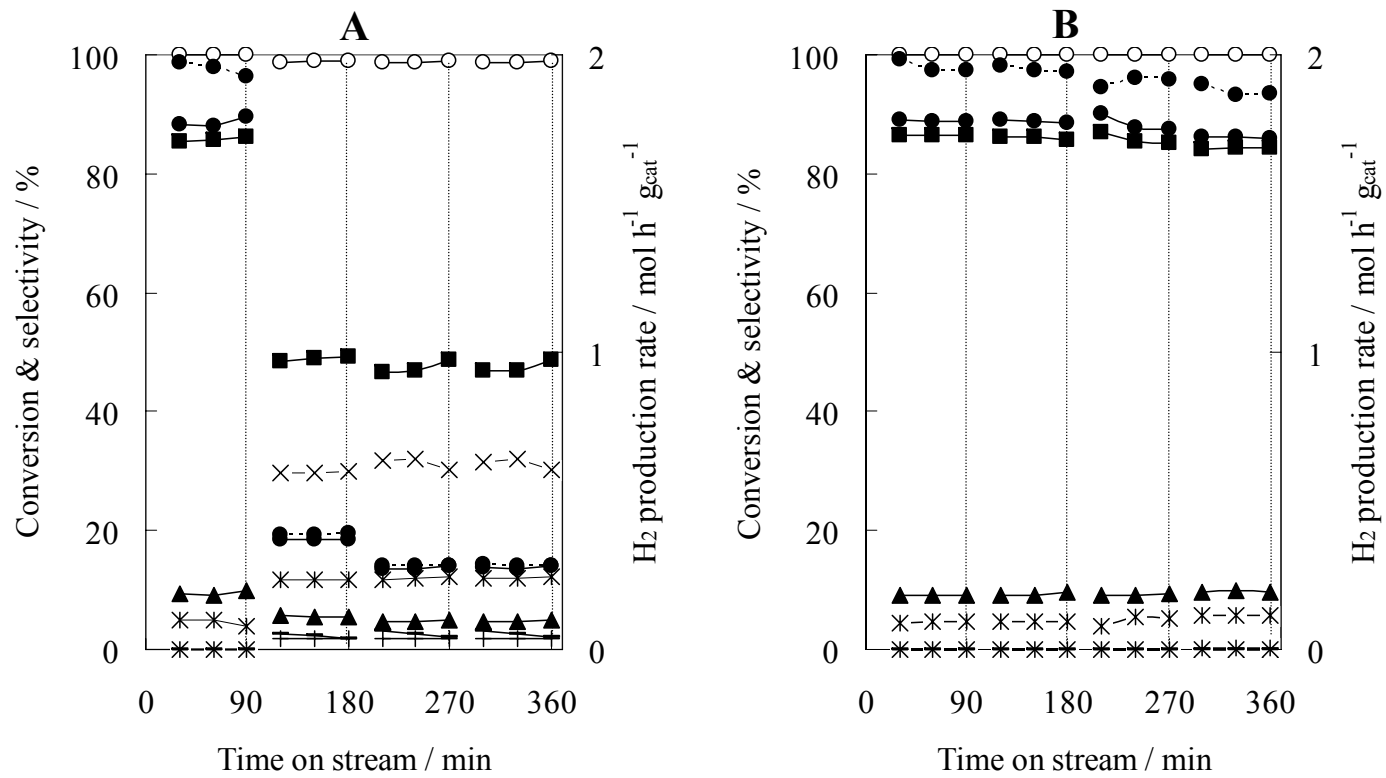 A
100
80
60
40
20
0
Conversion & selectivity / %
2
1
0
H2 production rate / mol h-1 gcat-1
0 90 180 270 360
Time on stream / min
B
100
80
60
40
20
0
Conversion & selectivity / %
2
1
0
H2 production rate / mol h-1 gcat-1
0 90 180 270 360
Time on stream / min